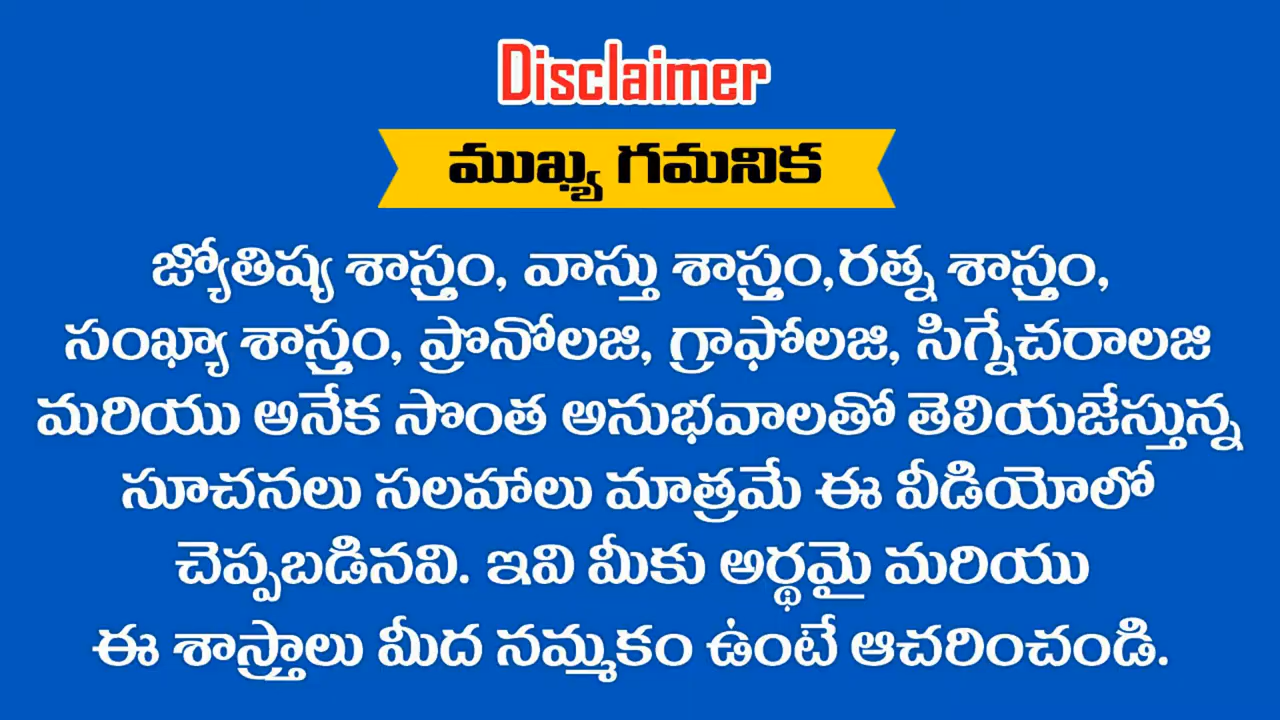 Disclaimer
ముఖ్య గమనిక
జ్యోతిష్య శాస్త్రం, వాస్తు శాస్త్రం,రత్న శాస్త్రం,
సంఖ్యా శాస్త్రం, ప్రొనోలజి, గ్రాఫోలజి, సిగ్నేచరాలజి
మరియు అనేక సొంత అనుభవాలతో తెలియజేస్తున్న
సూచనలు సలహాలు మాత్రమే ఈ వీడియోలో
చెప్పబడినవి. ఇవి మీకు అర్థమై మరియు
ఈ శాస్త్రాలు మీద నమ్మకం ఉంటే ఆచరించండి.